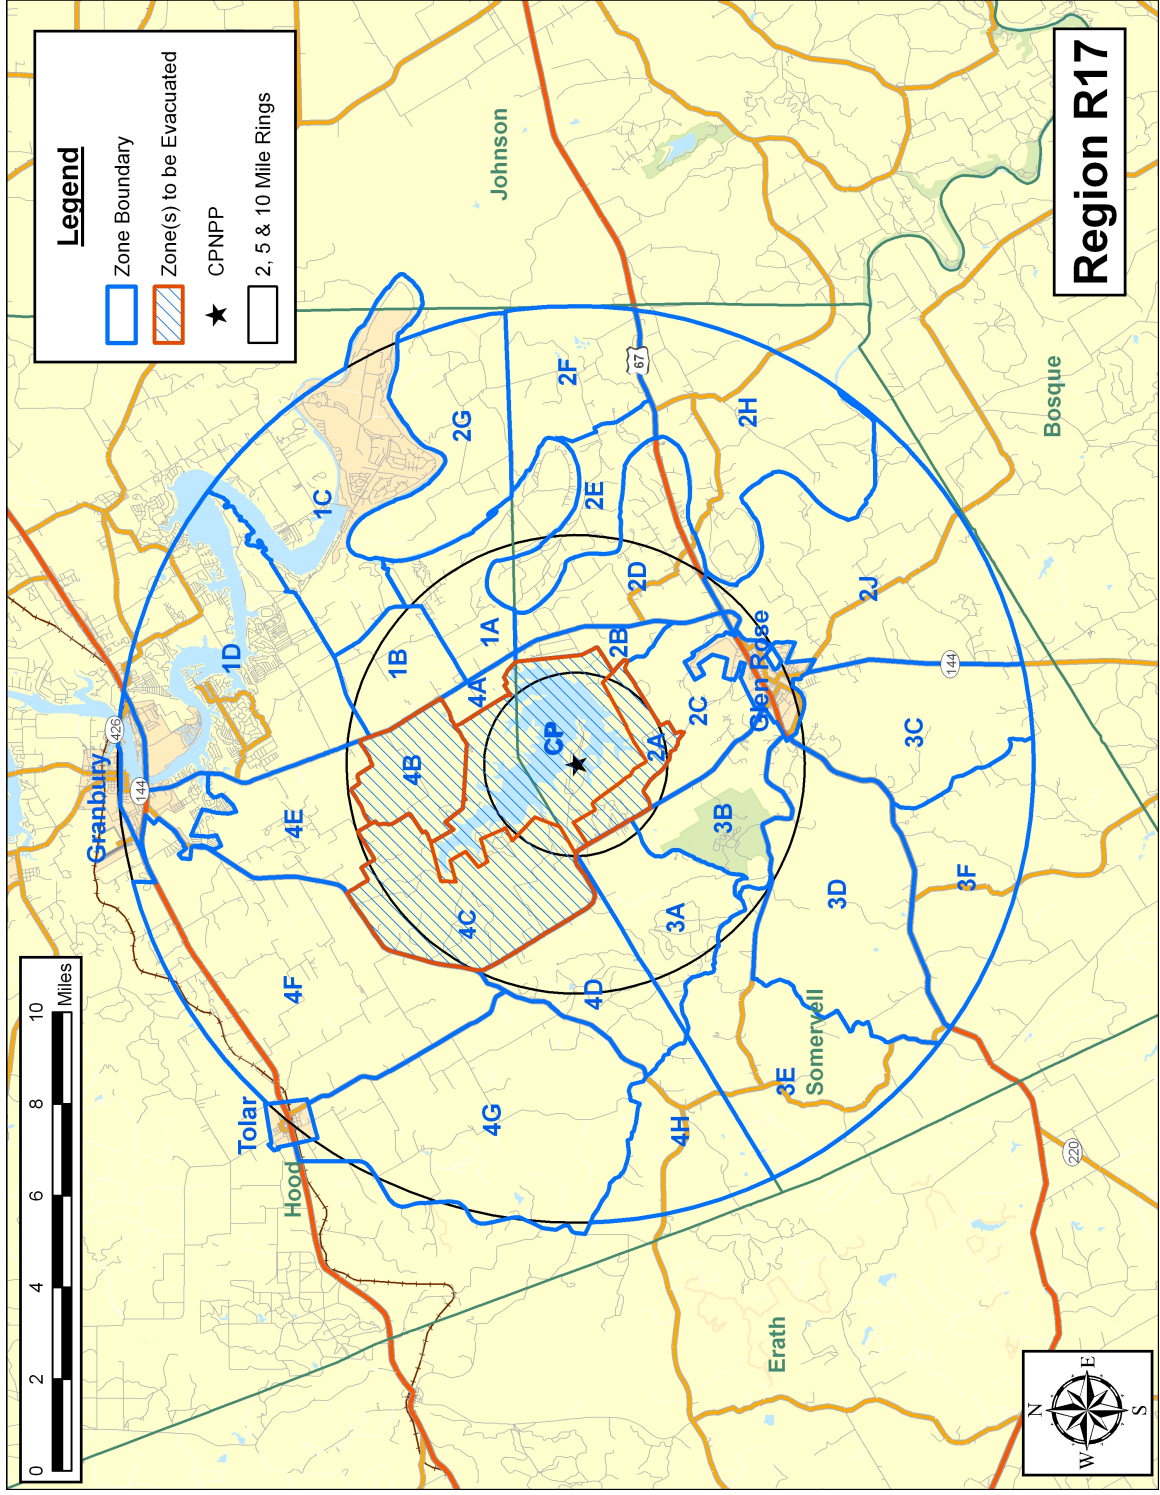 Legend
Zone Boundary
Zone(s) to be Evacuated
CPNPP
2, 5 & 10 Mile Rings
Region R17
0 2 4 6 8 10
Miles
N
W E
S
Granbury
Tolar
Glen Rose
CP
Hood
Johnson
Bosque
Somervell
Erath
1A
1B
1C
1D
2A
2B
2C
2D
2E
2F
2G
2H
2J
3A
3B
3C
3D
3E
3F
4A
4B
4C
4D
4E
4F
4G
4H
426
144
67
144
220